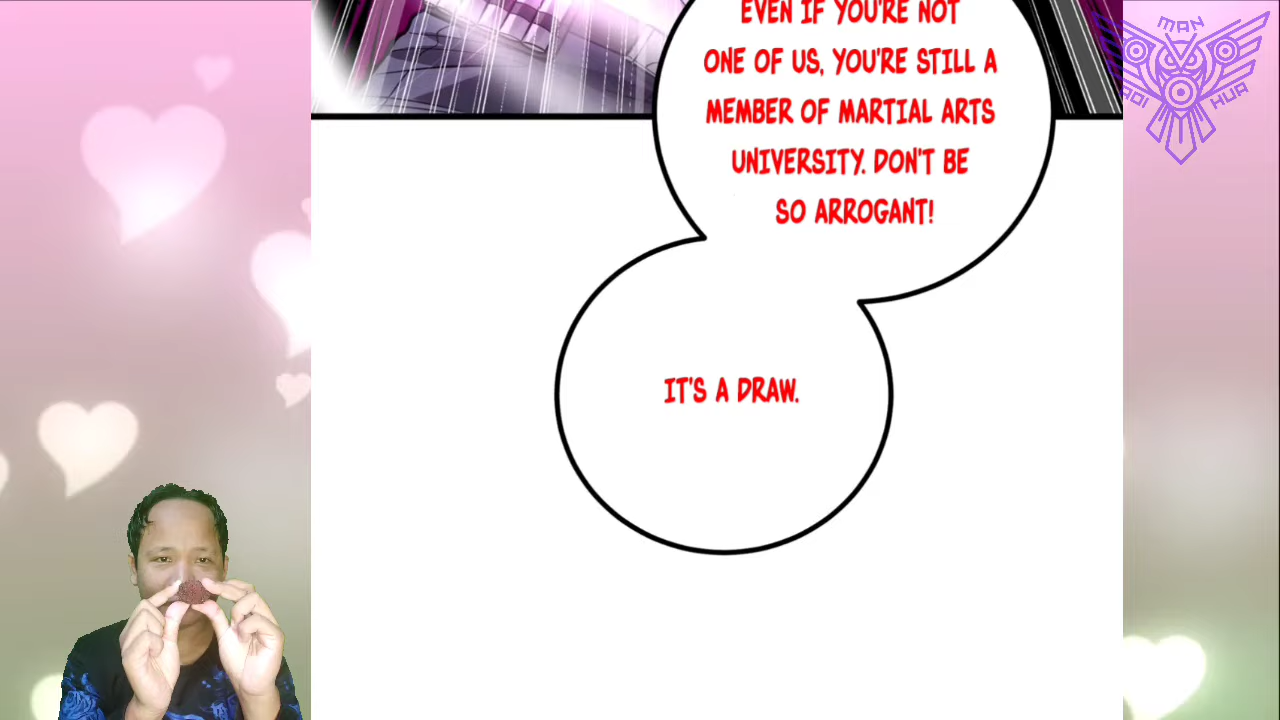 EVEN IF YOU'RE NOT
ONE OF US, YOU'RE STILL A
MEMBER OF MARTIAL ARTS
UNIVERSITY. DON'T BE
SO ARROGANT!
IT'S A DRAW.
MAN
HUA